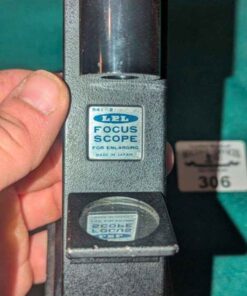 LPL
FOCUS
SCOPE
FOR ENLARGING
MADE IN JAPAN
306